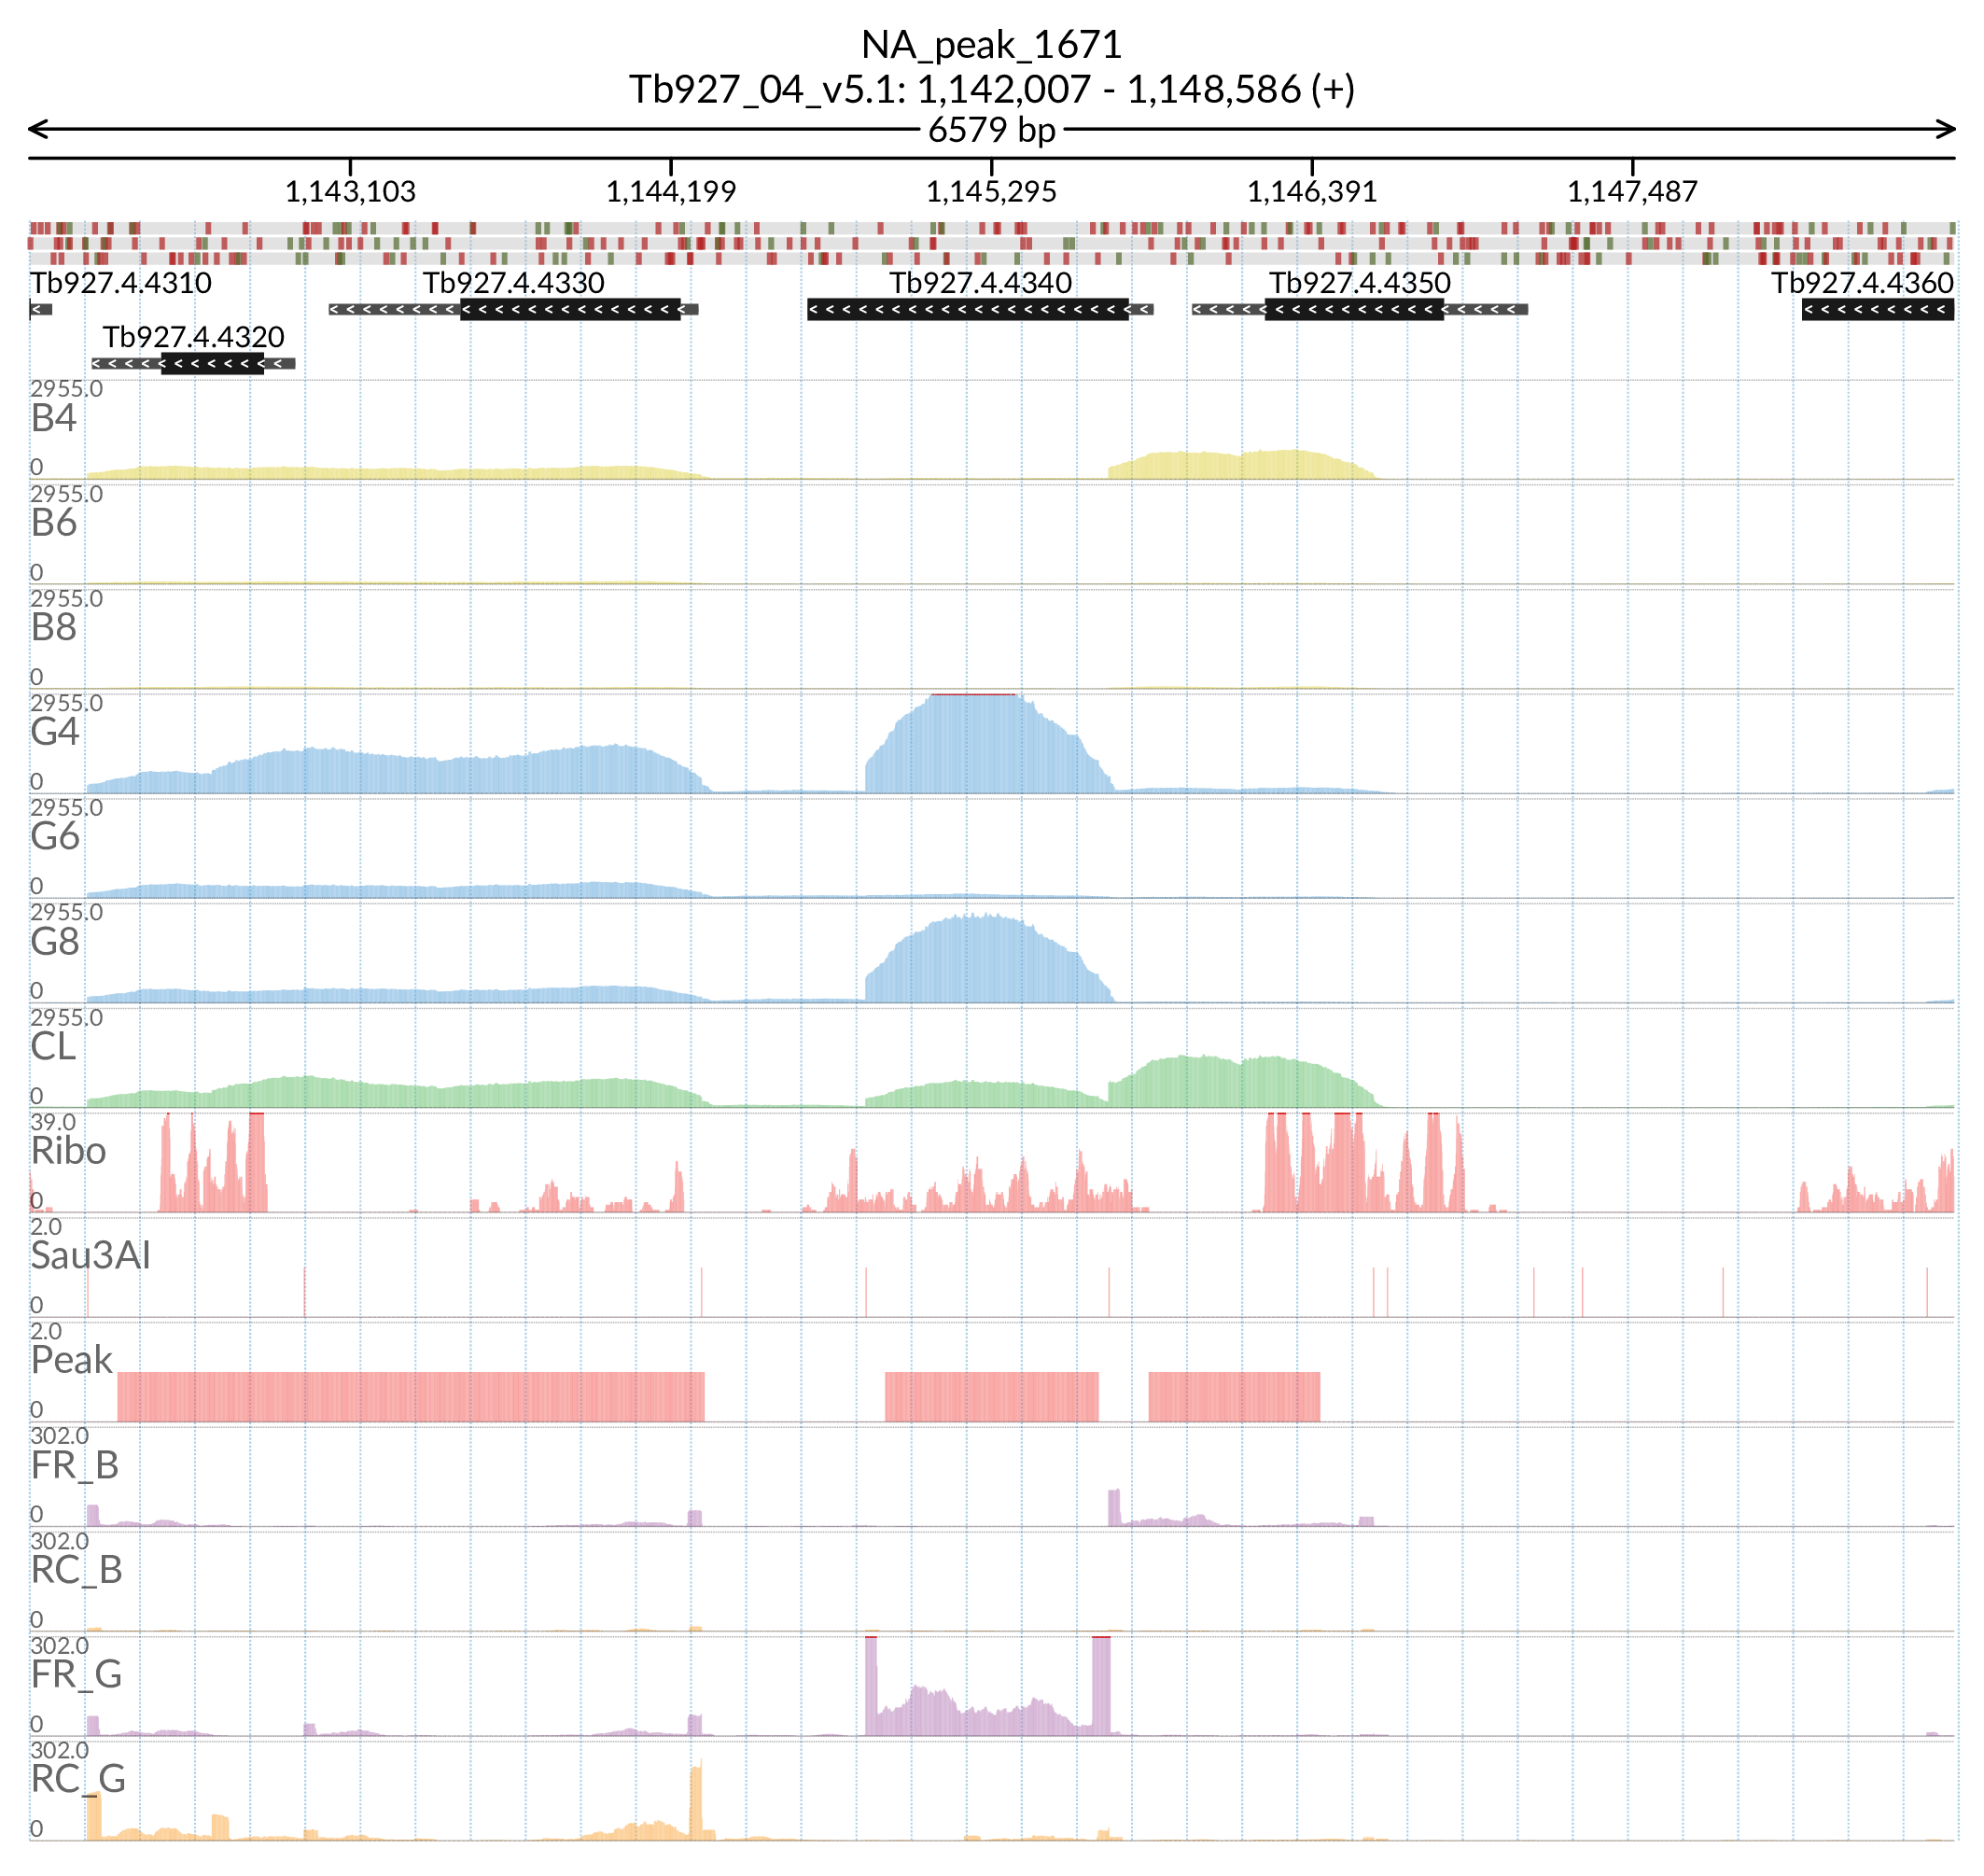 NA_peak_1671
Tb927_04_v5.1: 1,142,007 - 1,148,586 (+)
6579 bp
1,143,103 1,144,199 1,145,295 1,146,391 1,147,487
Tb927.4.4310 Tb927.4.4330 Tb927.4.4340 Tb927.4.4350 Tb927.4.4360
Tb927.4.4320
2955.0
B4
0
2955.0
B6
0
2955.0
B8
0
2955.0
G4
0
2955.0
G6
0
2955.0
G8
0
2955.0
CL
0
39.0
Ribo
0
2.0
Sau3AI
0
2.0
Peak
0
302.0
FR_B
0
302.0
RC_B
0
302.0
FR_G
0
302.0
RC_G
0